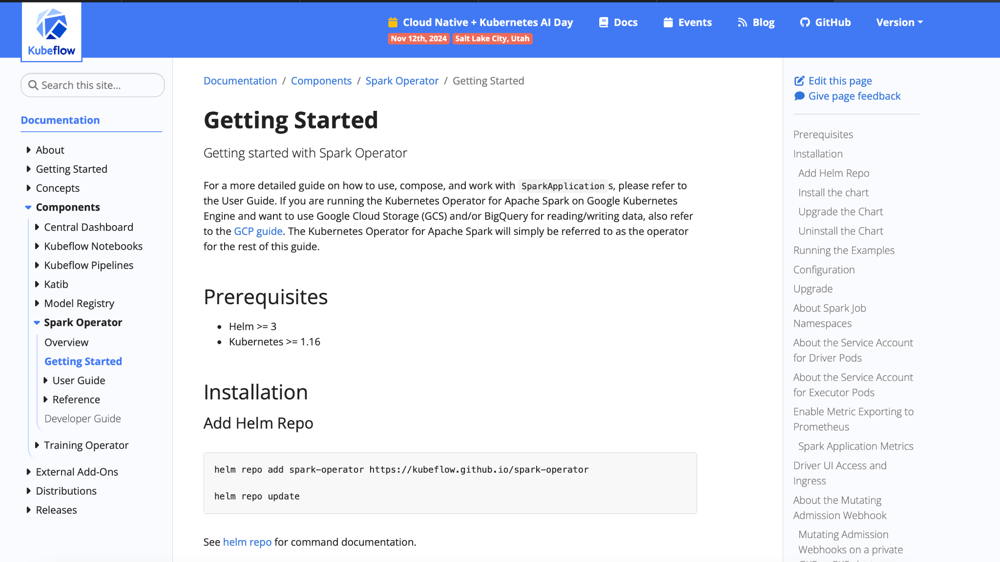 Kubeflow
Cloud Native + Kubernetes AI Day
Nov 12th, 2024 Salt Lake City, Utah
Docs
Events
Blog
GitHub
Version
Search this site...
Documentation
About
Getting Started
Concepts
Components
Central Dashboard
Kubeflow Notebooks
Kubeflow Pipelines
Katib
Model Registry
Spark Operator
Overview
Getting Started
User Guide
Reference
Developer Guide
Training Operator
External Add-Ons
Distributions
Releases
Documentation / Components / Spark Operator / Getting Started
Getting Started
Getting started with Spark Operator
For a more detailed guide on how to use, compose, and work with SparkApplications, please refer to
the User Guide. If you are running the Kubernetes Operator for Apache Spark on Google Kubernetes
Engine and want to use Google Cloud Storage (GCS) and/or BigQuery for reading/writing data, also refer
to the GCP guide. The Kubernetes Operator for Apache Spark will simply be referred to as the operator
for the rest of this guide.
Prerequisites
• Helm >= 3
• Kubernetes >= 1.16
Installation
Add Helm Repo
helm repo add spark-operator https://kubeflow.github.io/spark-operator
helm repo update
See helm repo for command documentation.
Edit this page
Give page feedback
Prerequisites
Installation
Add Helm Repo
Install the chart
Upgrade the Chart
Uninstall the Chart
Running the Examples
Configuration
Upgrade
About Spark Job
Namespaces
About the Service Account
for Driver Pods
About the Service Account
for Executor Pods
Enable Metric Exporting to
Prometheus
Spark Application Metrics
Driver UI Access and
Ingress
About the Mutating
Admission Webhook
Mutating Admission
Webhooks on a private